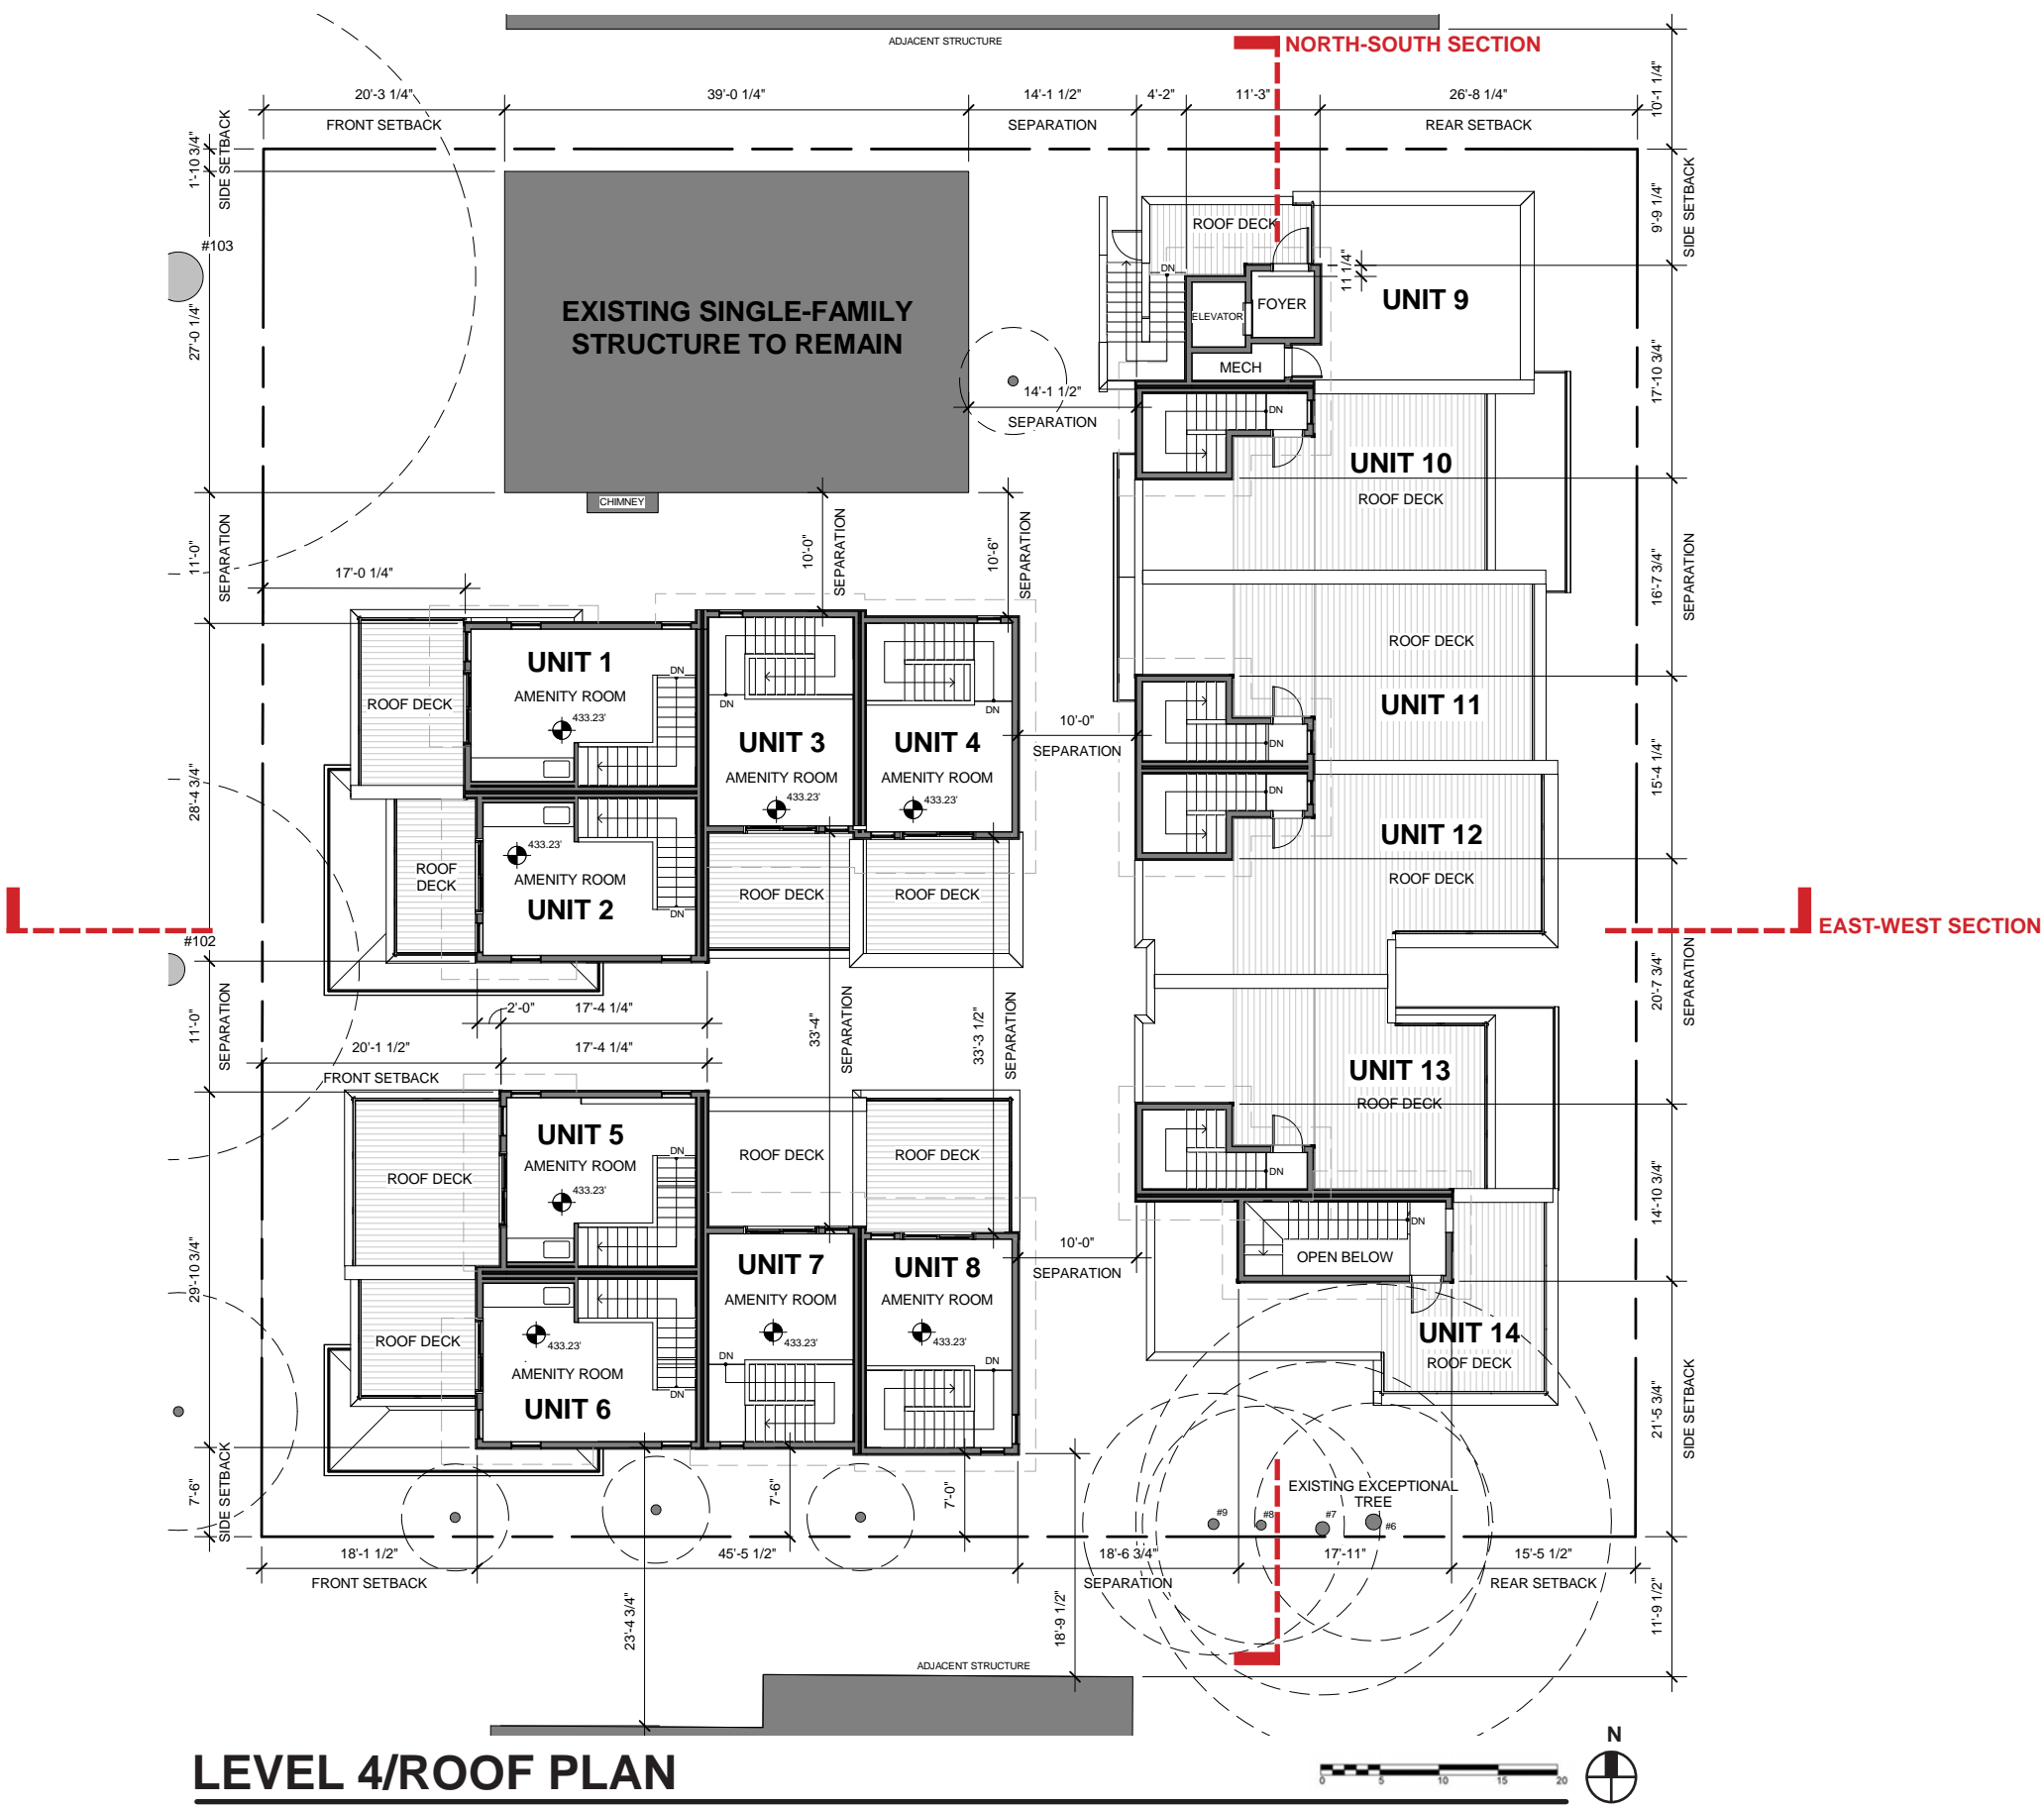 ADJACENT STRUCTURE
NORTH-SOUTH SECTION
20'-3 1/4"
39'-0 1/4"
14'-1 1/2"
4'-2"
11'-3"
26'-8 1/4"
10'-1 1/4"
FRONT SETBACK
SEPARATION
REAR SETBACK
1'-10 3/4"
SIDE SETBACK
9'-9 1/4"
SIDE SETBACK
#103
27'-0 1/4"
ROOF DECK
DN
11 1/4"
EXISTING SINGLE-FAMILY
STRUCTURE TO REMAIN
ELEVATOR
FOYER
UNIT 9
MECH
17'-10 3/4"
14'-1 1/2"
SEPARATION
DN
UNIT 10
ROOF DECK
CHIMNEY
11'-0"
SEPARATION
10'-0"
SEPARATION
10'-6"
SEPARATION
16'-7 3/4"
SEPARATION
17'-0 1/4"
ROOF DECK
UNIT 1
AMENITY ROOM
DN
433.23'
ROOF DECK
DN
UNIT 3
AMENITY ROOM
433.23'
DN
UNIT 4
AMENITY ROOM
433.23'
10'-0"
SEPARATION
UNIT 11
DN
15'-4 1/4"
28'-4 3/4"
DN
UNIT 12
ROOF DECK
433.23'
ROOF
DECK
AMENITY ROOM
UNIT 2
DN
ROOF DECK
ROOF DECK
EAST-WEST SECTION
#102
11'-0"
SEPARATION
20'-7 3/4"
SEPARATION
2'-0"
17'-4 1/4"
33'-4"
SEPARATION
33'-3 1/2"
SEPARATION
20'-1 1/2"
17'-4 1/4"
FRONT SETBACK
UNIT 13
ROOF DECK
UNIT 5
AMENITY ROOM
DN
433.23'
ROOF DECK
ROOF DECK
ROOF DECK
DN
14'-10 3/4"
29'-10 3/4"
10'-0"
SEPARATION
DN
OPEN BELOW
UNIT 7
AMENITY ROOM
433.23'
DN
UNIT 8
AMENITY ROOM
433.23'
DN
ROOF DECK
433.23'
AMENITY ROOM
UNIT 6
DN
UNIT 14
ROOF DECK
21'-5 3/4"
SIDE SETBACK
7'-6"
SIDE SETBACK
7'-6"
7'-0"
EXISTING EXCEPTIONAL
TREE
#9
#8
#7
#6
18'-1 1/2"
45'-5 1/2"
18'-6 3/4"
17'-11"
15'-5 1/2"
FRONT SETBACK
SEPARATION
REAR SETBACK
23'-4 3/4"
18'-9 1/2"
11'-9 1/2"
ADJACENT STRUCTURE
LEVEL 4/ROOF PLAN
0 5 10 15 20
N